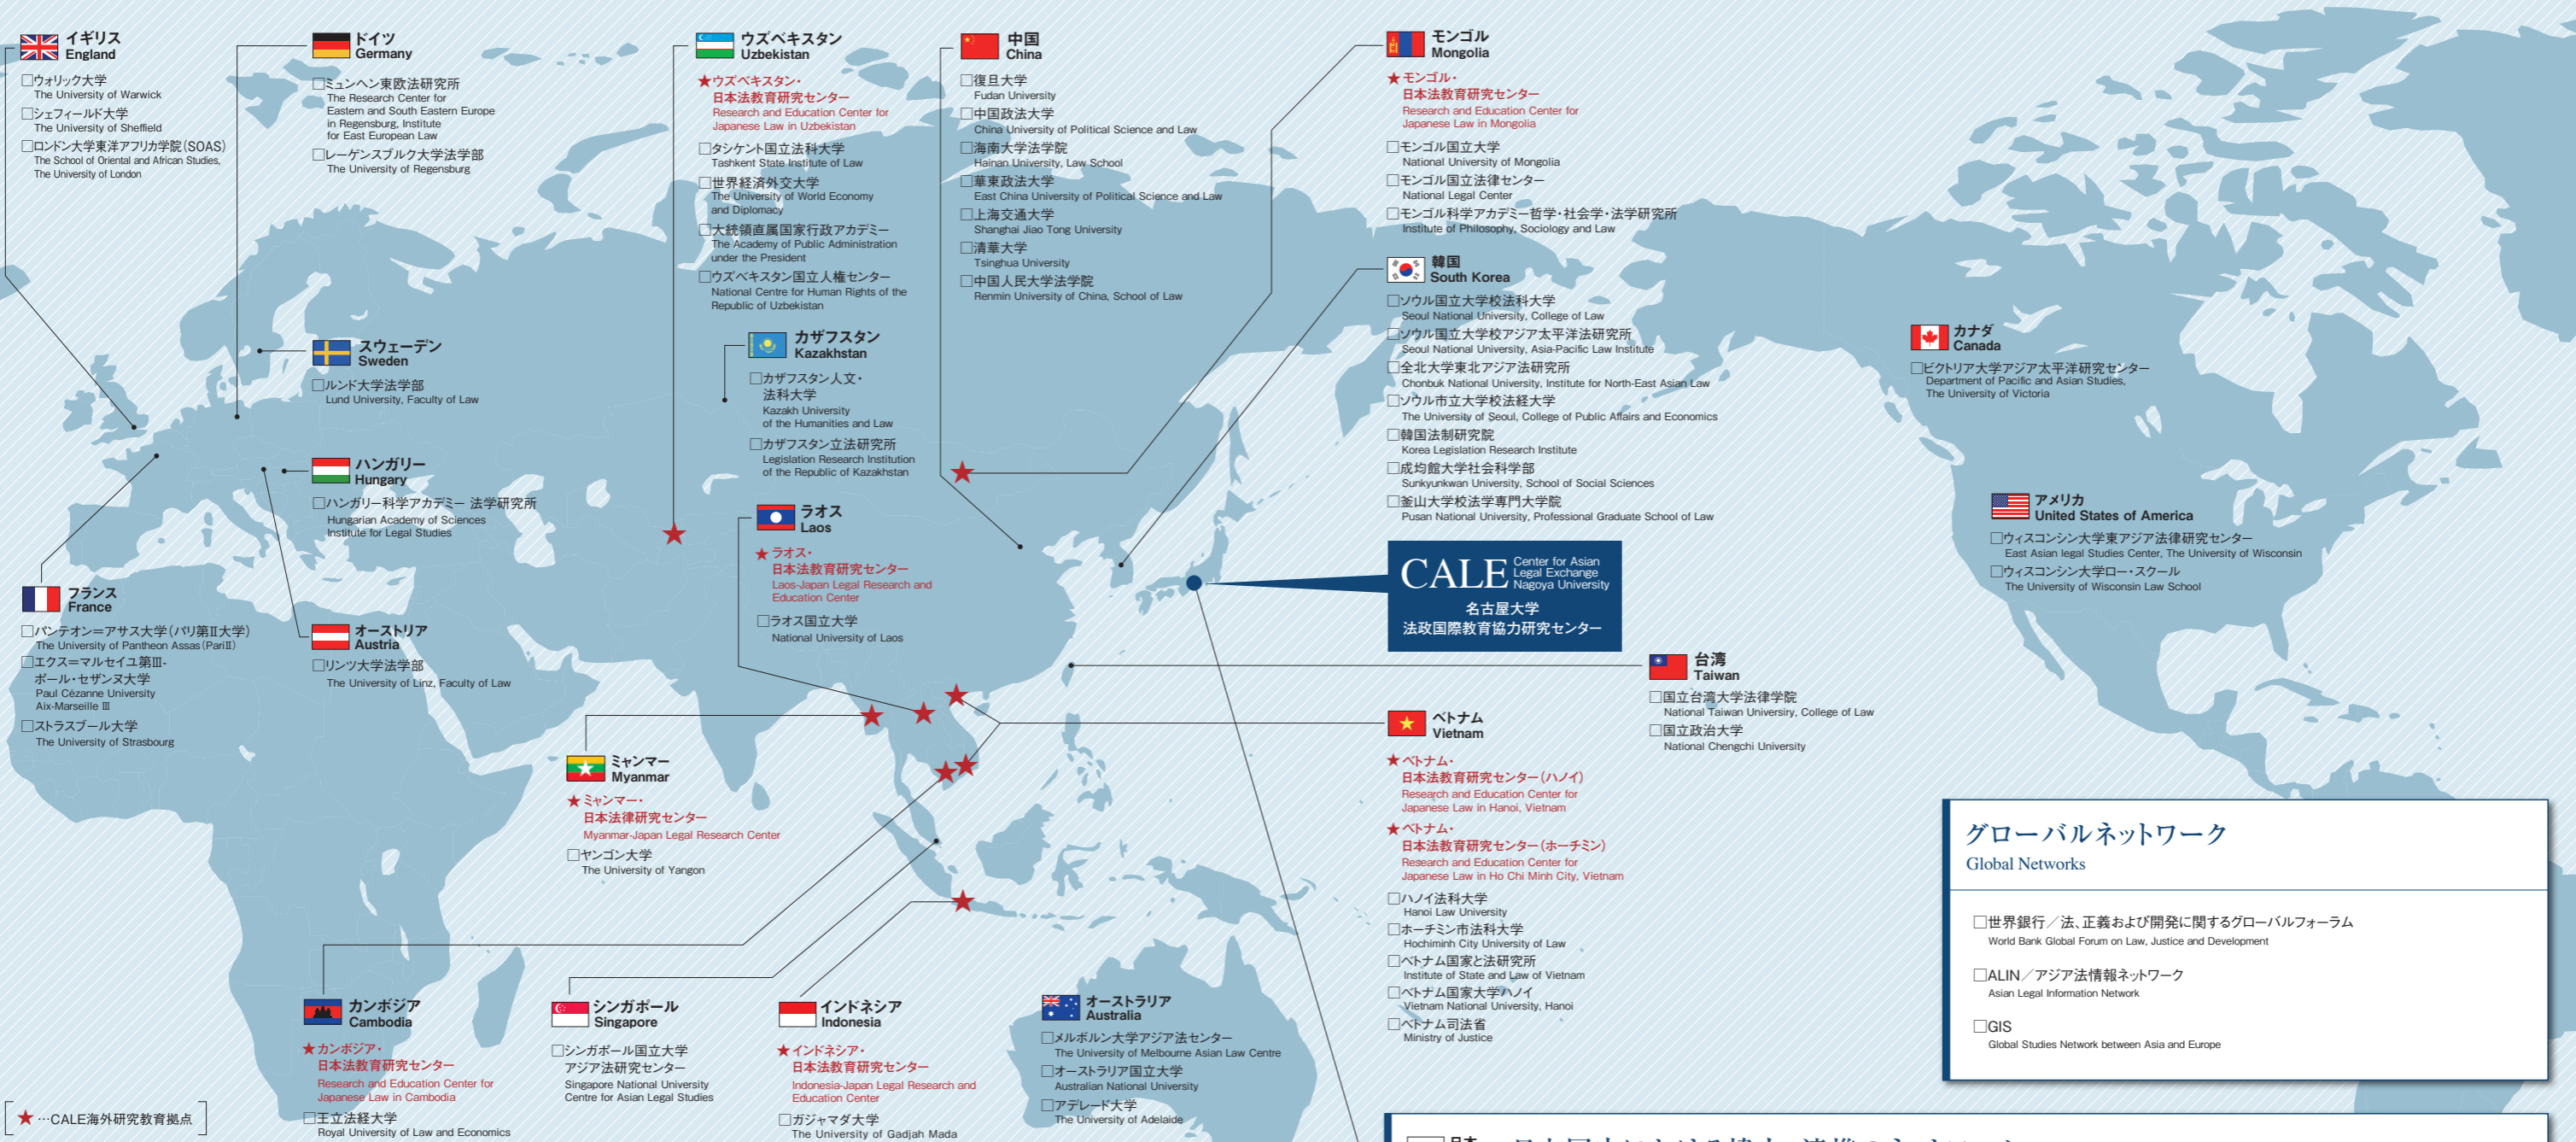 イギリス
England
□ウォリック大学
The University of Warwick
□シェフィールド大学
The University of Sheffield
□ロンドン大学東洋アフリカ学院（SOAS）
The School of Oriental and African Studies,
The University of London
ドイツ
Germany
□ミュンヘン東欧法研究所
The Research Center for
Eastern and South Eastern Europe
in Regensburg, Institute
for East European Law
□レーゲンスブルク大学法学部
The University of Regensburg
スウェーデン
Sweden
□ルンド大学法学部
Lund University, Faculty of Law
ハンガリー
Hungary
□ハンガリー科学アカデミー 法学研究所
Hungarian Academy of Sciences
Institute for Legal Studies
フランス
France
□パンテオン＝アサス大学（パリ第Ⅱ大学）
The University of Pantheon Assas（PariⅡ）
□エクス＝マルセイユ第Ⅲ-
ポール・セザンヌ大学
Paul Cézanne University
Aix-Marseille Ⅲ
□ストラスブール大学
The University of Strasbourg
オーストリア
Austria
□リンツ大学法学部
The University of Linz, Faculty of Law
ウズベキスタン
Uzbekistan
★ウズベキスタン・
日本法教育研究センター
Research and Education Center for
Japanese Law in Uzbekistan
□タシケント国立法科大学
Tashkent State Institute of Law
□世界経済外交大学
The University of World Economy
and Diplomacy
□大統領直属国家行政アカデミー
The Academy of Public Administration
under the President
□ウズベキスタン国立人権センター
National Centre for Human Rights of the
Republic of Uzbekistan
カザフスタン
Kazakhstan
□カザフスタン人文・
法科大学
Kazakh University
of the Humanities and Law
□カザフスタン立法研究所
Legislation Research Institution
of the Republic of Kazakhstan
ラオス
Laos
★ラオス・
日本法教育研究センター
Laos-Japan Legal Research and
Education Center
□ラオス国立大学
National University of Laos
中国
China
□復旦大学
Fudan University
□中国政法大学
China University of Political Science and Law
□海南大学法学院
Hainan University, Law School
□華東政法大学
East China University of Political Science and Law
□上海交通大学
Shanghai Jiao Tong University
□清華大学
Tsinghua University
□中国人民大学法学院
Renmin University of China, School of Law
モンゴル
Mongolia
★モンゴル・
日本法教育研究センター
Research and Education Center for
Japanese Law in Mongolia
□モンゴル国立大学
National University of Mongolia
□モンゴル国立法律センター
National Legal Center
□モンゴル科学アカデミー哲学・社会学・法学研究所
Institute of Philosophy, Sociology and Law
韓国
South Korea
□ソウル国立大学校法科大学
Seoul National University, College of Law
□ソウル国立大学校アジア太平洋法研究所
Seoul National University, Asia-Pacific Law Institute
□全北大学東北アジア法研究所
Chonbuk National University, Institute for North-East Asian Law
□ソウル市立大学校法経大学
The University of Seoul, College of Public Affairs and Economics
□韓国法制研究院
Korea Legislation Research Institute
□成均館大学社会科学部
Sunkyunkwan University, School of Social Sciences
□釜山大学校法学専門大学院
Pusan National University, Professional Graduate School of Law
CALE Center for Asian
Legal Exchange
Nagoya University
名古屋大学
法政国際教育協力研究センター
カナダ
Canada
□ビクトリア大学アジア太平洋研究センター
Department of Pacific and Asian Studies,
The University of Victoria
アメリカ
United States of America
□ウィスコンシン大学東アジア法律研究センター
East Asian legal Studies Center, The University of Wisconsin
□ウィスコンシン大学ロー・スクール
The University of Wisconsin Law School
台湾
Taiwan
□国立台湾大学法律学院
National Taiwan Universiry, College of Law
□国立政治大学
National Chengchi University
ミャンマー
Myanmar
★ミャンマー・
日本法律研究センター
Myanmar-Japan Legal Research Center
□ヤンゴン大学
The University of Yangon
ベトナム
Vietnam
★ベトナム・
日本法教育研究センター（ハノイ）
Research and Education Center for
Japanese Law in Hanoi, Vietnam
★ベトナム・
日本法教育研究センター（ホーチミン）
Research and Education Center for
Japanese Law in Ho Chi Minh City, Vietnam
□ハノイ法科大学
Hanoi Law University
□ホーチミン市法科大学
Hochiminh City University of Law
□ベトナム国家と法研究所
Institute of State and Law of Vietnam
□ベトナム国家大学ハノイ
Vietnam National University, Hanoi
□ベトナム司法省
Ministry of Justice
カンボジア
Cambodia
★カンボジア・
日本法教育研究センター
Research and Education Center for
Japanese Law in Cambodia
□王立法経大学
Royal University of Law and Economics
シンガポール
Singapore
□シンガポール国立大学
アジア法研究センター
Singapore National University
Centre for Asian Legal Studies
インドネシア
Indonesia
★インドネシア・
日本法教育研究センター
Indonesia-Japan Legal Research and
Education Center
□ガジャマダ大学
The University of Gadjah Mada
オーストラリア
Australia
□メルボルン大学アジア法センター
The University of Melbourne Asian Law Centre
□オーストラリア国立大学
Australian National University
□アデレード大学
The University of Adelaide
グローバルネットワーク
Global Networks
□世界銀行／法、正義および開発に関するグローバルフォーラム
World Bank Global Forum on Law, Justice and Development
□ALIN／アジア法情報ネットワーク
Asian Legal Information Network
□GIS
Global Studies Network between Asia and Europe
★…CALE海外研究教育拠点